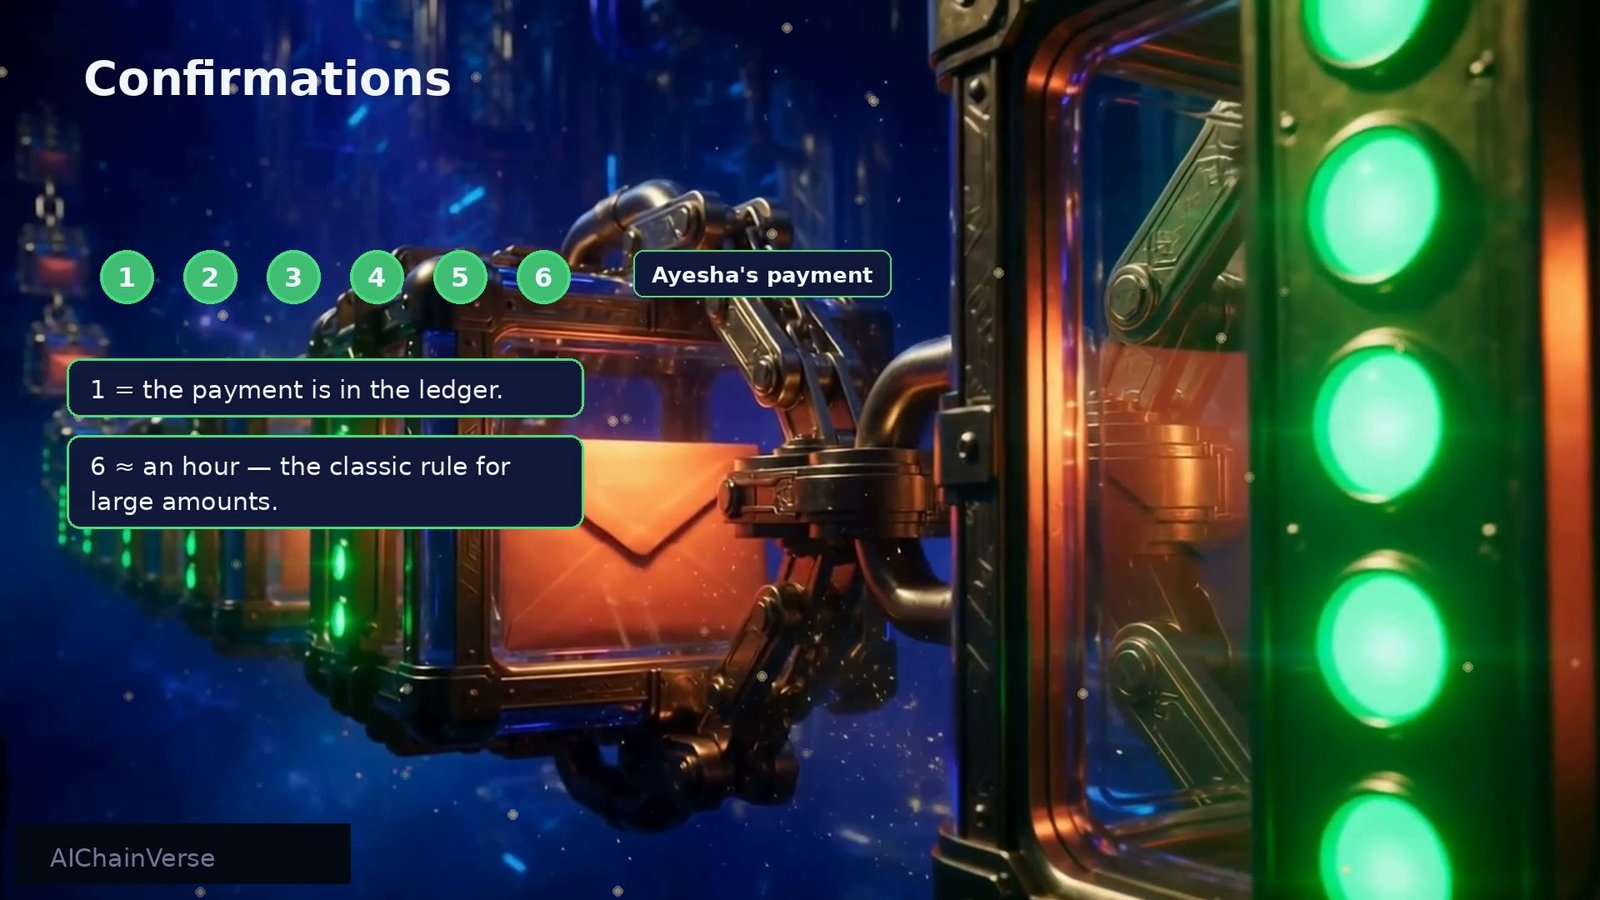 Confirmations
1 2 3 4 5 6 Ayesha's payment
1 = the payment is in the ledger.
6 ≈ an hour — the classic rule for
large amounts.
AIChainVerse